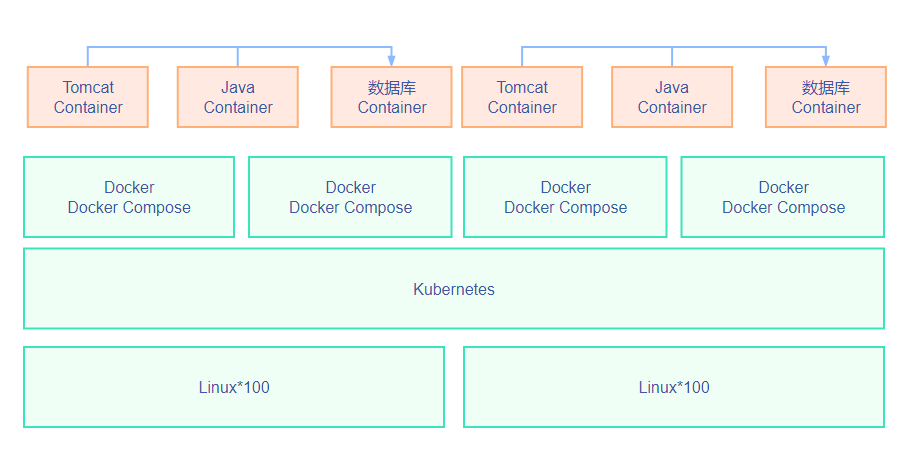 Tomcat
Container
Java
Container
数据库
Container
Tomcat
Container
Java
Container
数据库
Container
Docker
Docker Compose
Docker
Docker Compose
Docker
Docker Compose
Docker
Docker Compose
Kubernetes
Linux*100
Linux*100